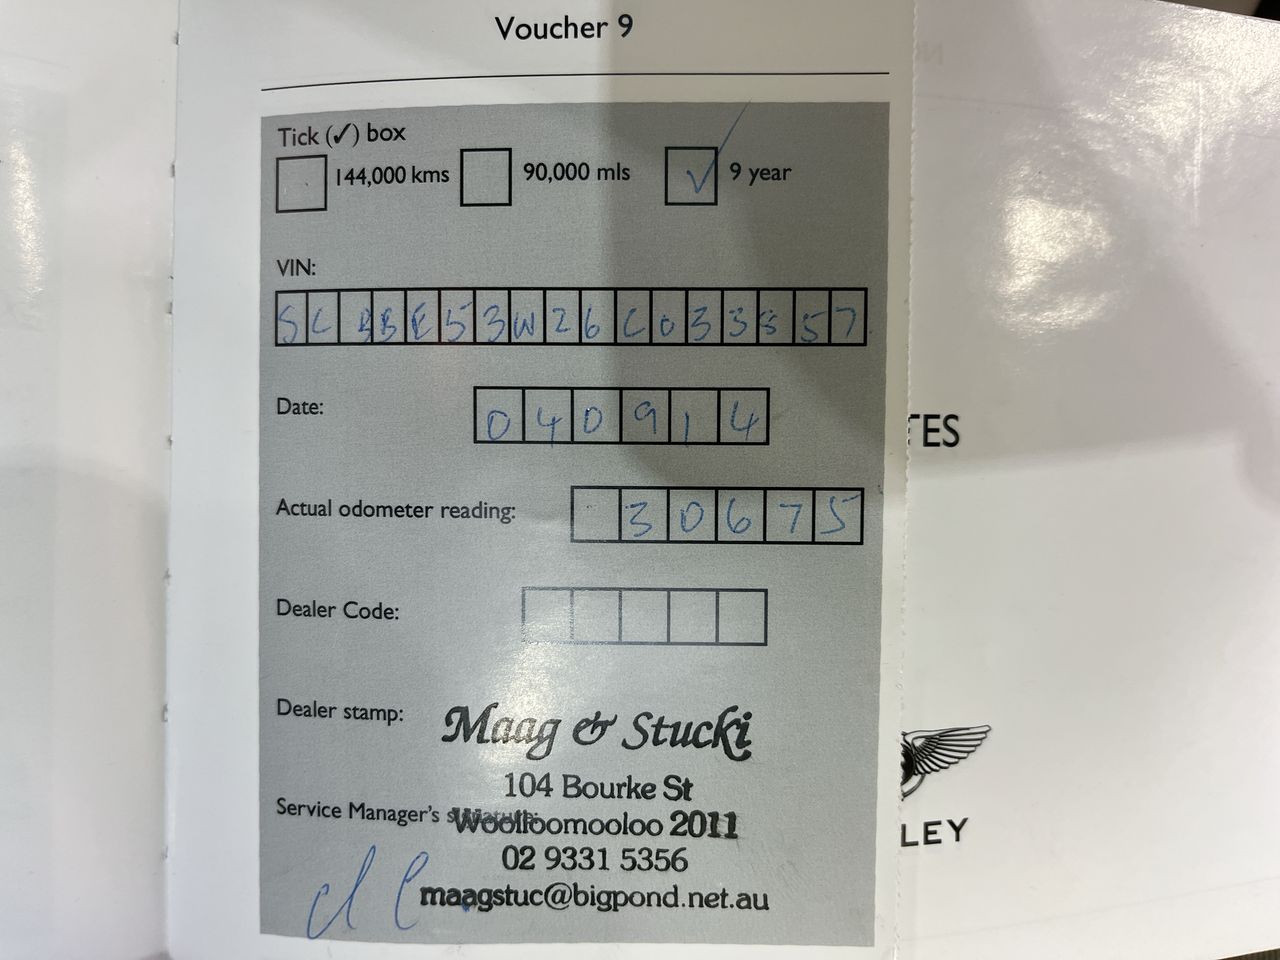 Voucher 9
Tick (✓) box
144,000 kms 90,000 mls ✓ 9 year
VIN:
SCBBE53W26C033857
Date: 040914
TES
Actual odometer reading: 30675
Dealer Code:
Dealer stamp: Maag & Stucki
104 Bourke St
Service Manager's signature:
Woolloomooloo 2011
LEY
02 9331 5356
maagstuc@bigpond.net.au